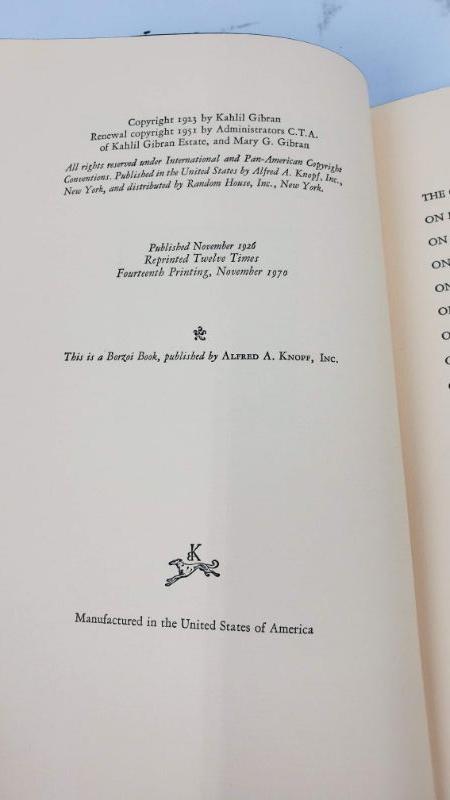 Copyright 1923 by Kahlil Gibran
Renewal copyright 1951 by Administrators C.T.A.
of Kahlil Gibran Estate, and Mary G. Gibran
All rights reserved under International and Pan-American Copyright
Conventions. Published in the United States by Alfred A. Knopf, Inc.,
New York, and distributed by Random House, Inc., New York.
Published November 1926
Reprinted Twelve Times
Fourteenth Printing, November 1970
This is a Borzoi Book, published by ALFRED A. KNOPF, INC.
BK
Manufactured in the United States of America
THE
ON
ON
ON
ON